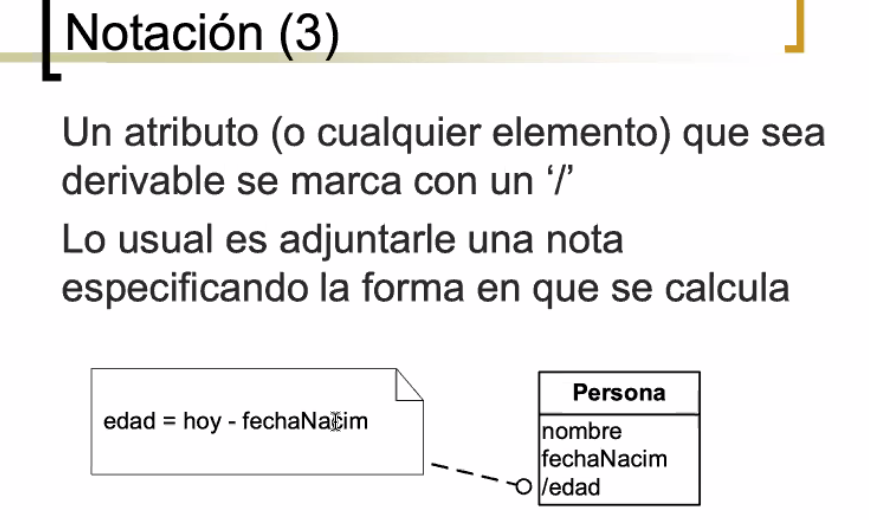 Notación (3)
Un atributo (o cualquier elemento) que sea
derivable se marca con un ‘/’
Lo usual es adjuntarle una nota
especificando la forma en que se calcula
edad = hoy - fechaNacim
Persona
nombre
fechaNacim
/edad